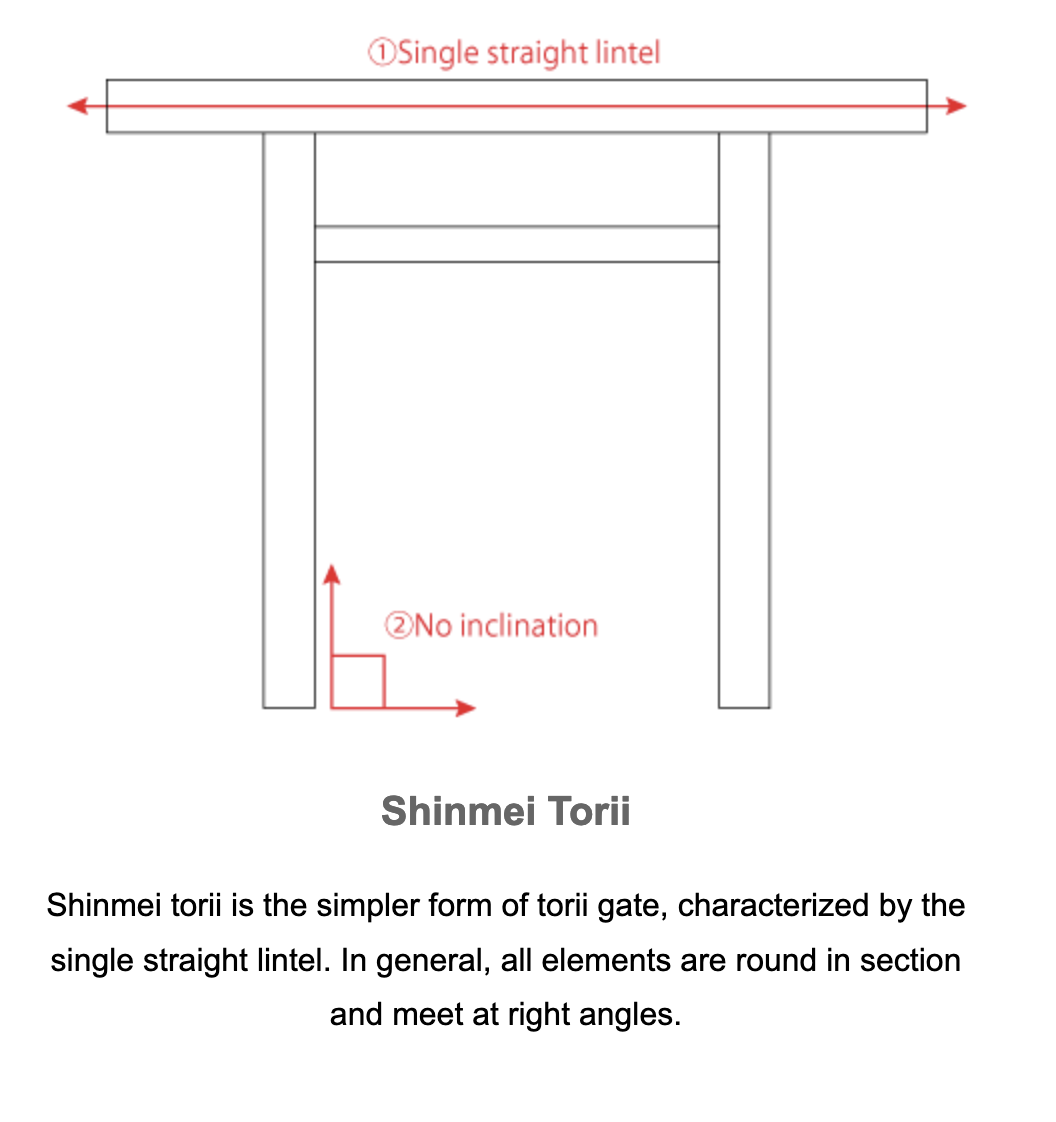 ①Single straight lintel
②No inclination
Shinmei Torii
Shinmei torii is the simpler form of torii gate, characterized by the
single straight lintel. In general, all elements are round in section
and meet at right angles.